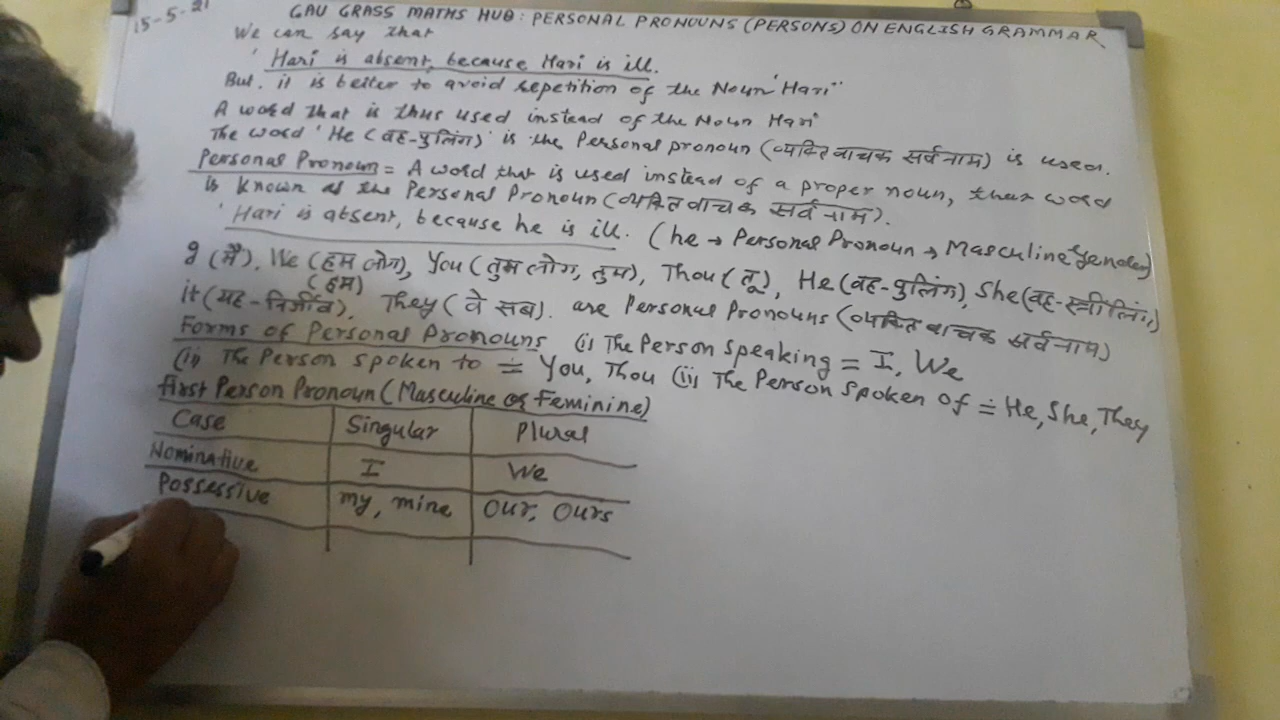 15-5-21
GAU GRASS MATHS HUB: PERSONAL PRONOUNS (PERSONS) ON ENGLISH GRAMMAR
We can say that
'Hari is absent, because Hari is ill.
But, it is better to avoid repetition of the Noun 'Hari''
A word that is thus used instead of the Noun Hari'
The word 'He (वह-पुलिंग)' is the Personal pronoun (व्यक्ति वाचक सर्वनाम) is used.
Personal Pronoun = A word that is used instead of a proper noun, that word
is known as the Personal Pronoun (व्यक्ति वाचक सर्वनाम).
'Hari is absent, because he is ill. (he → Personal Pronoun → Masculine Gender)
I (मैं), We (हम लोग), You (तुम लोग, तुम), Thou (तू), He (वह-पुलिंग), She (वह-स्त्रीलिंग)
(हम)
it (यह-निर्जीव), They (वे सब). are Personal Pronouns (व्यक्ति वाचक सर्वनाम)
Forms of Personal Pronouns (i) The Person Speaking = I, We
(ii) The Person spoken to = You, Thou (iii) The Person Spoken of = He, She, They
First Person Pronoun (Masculine or Feminine)
Case Singular Plural
Nominative I We
Possessive my, mine Our, Ours